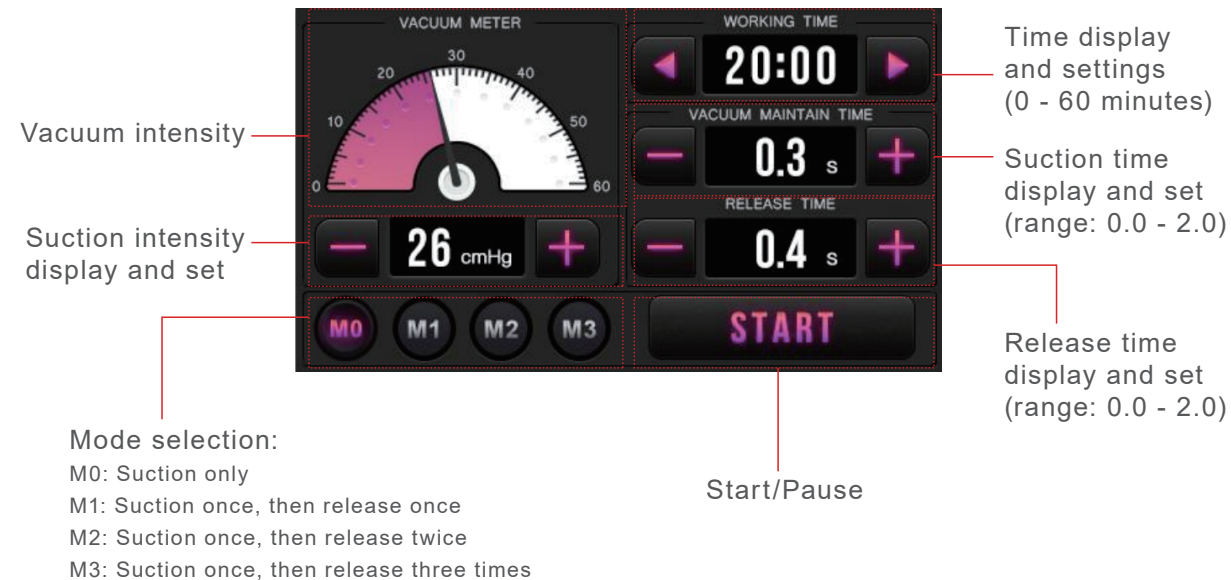 VACUUM METER
0
10
20
30
40
50
60
Vacuum intensity
26 cmHg
Suction intensity
display and set
M0 M1 M2 M3
Mode selection:
M0: Suction only
M1: Suction once, then release once
M2: Suction once, then release twice
M3: Suction once, then release three times
WORKING TIME
20:00
Time display
and settings
(0 - 60 minutes)
VACUUM MAINTAIN TIME
0.3 s
Suction time
display and set
(range: 0.0 - 2.0)
RELEASE TIME
0.4 s
Release time
display and set
(range: 0.0 - 2.0)
START
Start/Pause